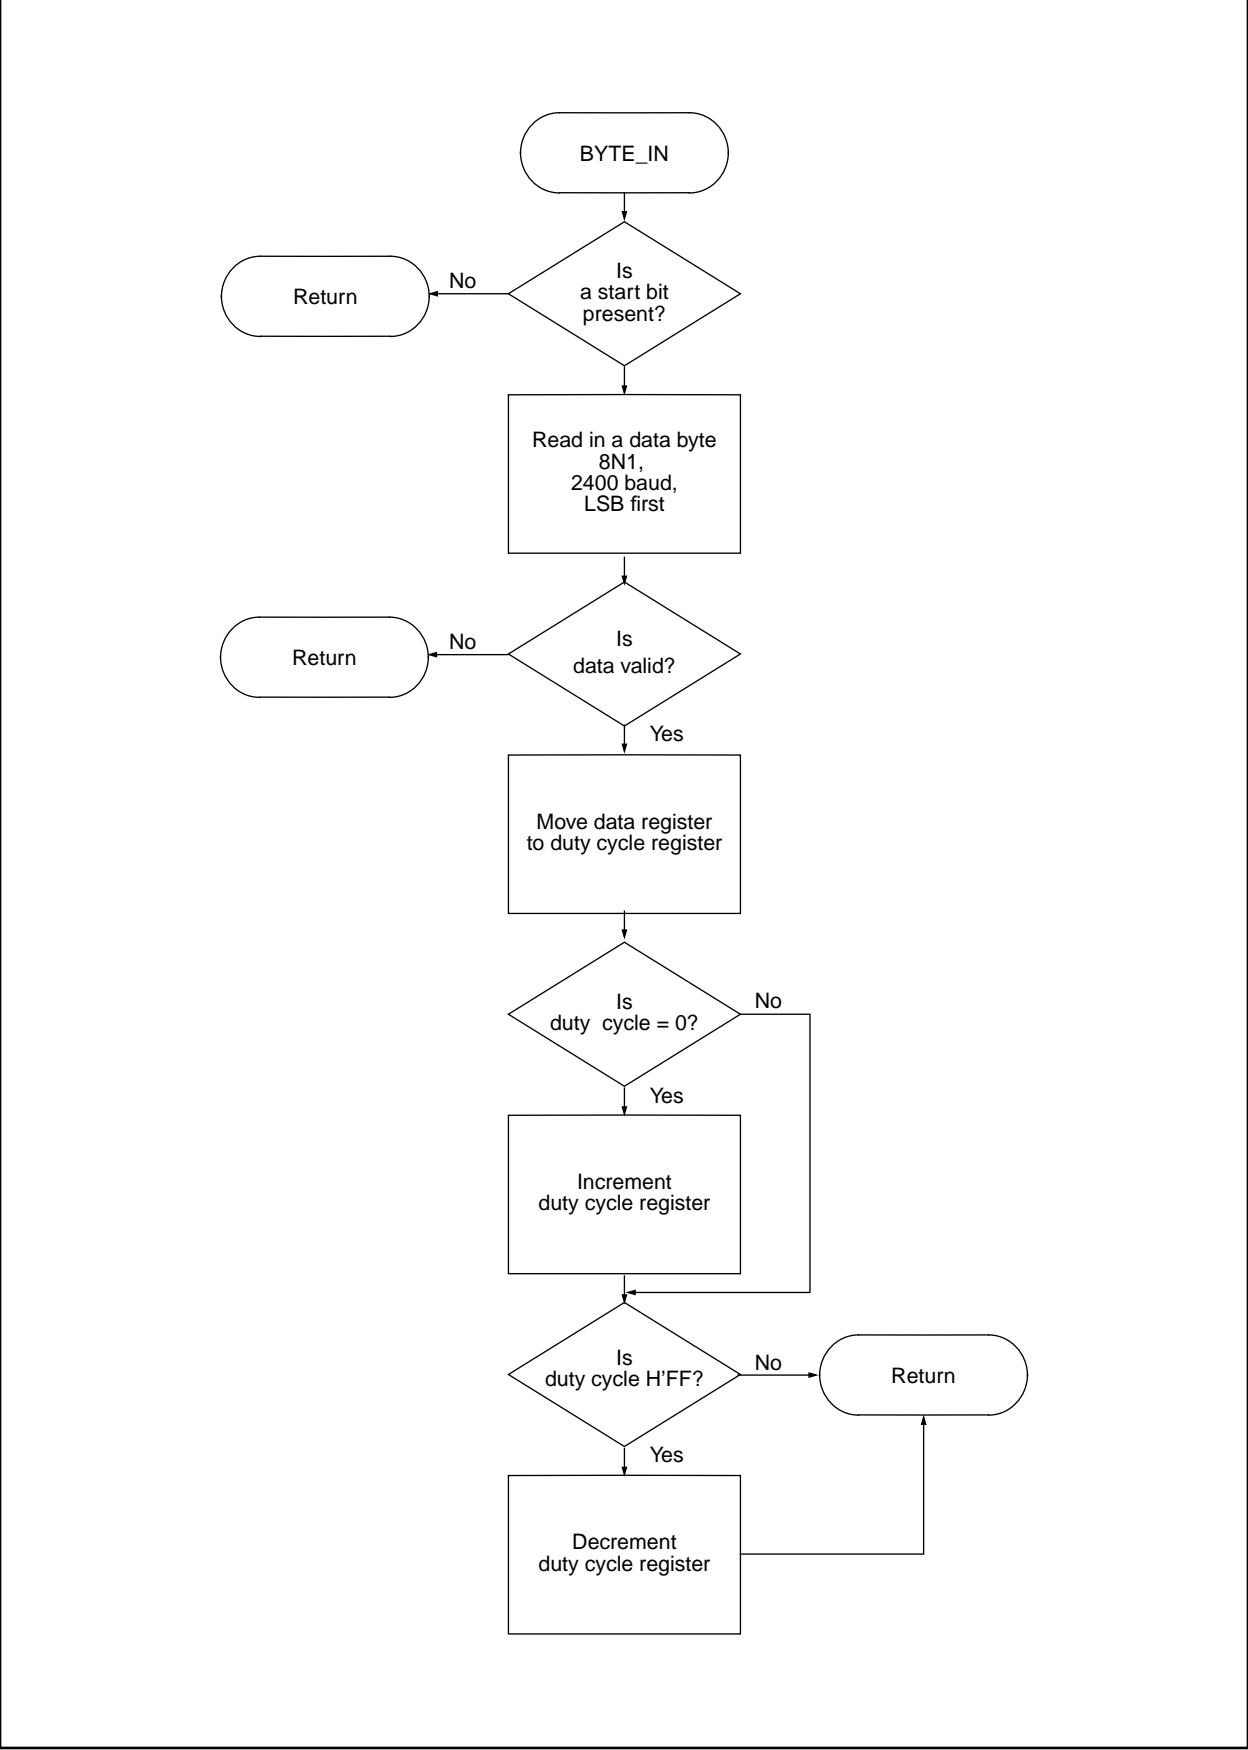 BYTE_IN
Is
a start bit
present?
No
Return
Read in a data byte
8N1,
2400 baud,
LSB first
Is
data valid?
No
Return
Yes
Move data register
to duty cycle register
Is
duty cycle = 0?
No
Yes
Increment
duty cycle register
Is
duty cycle H'FF?
No
Return
Yes
Decrement
duty cycle register